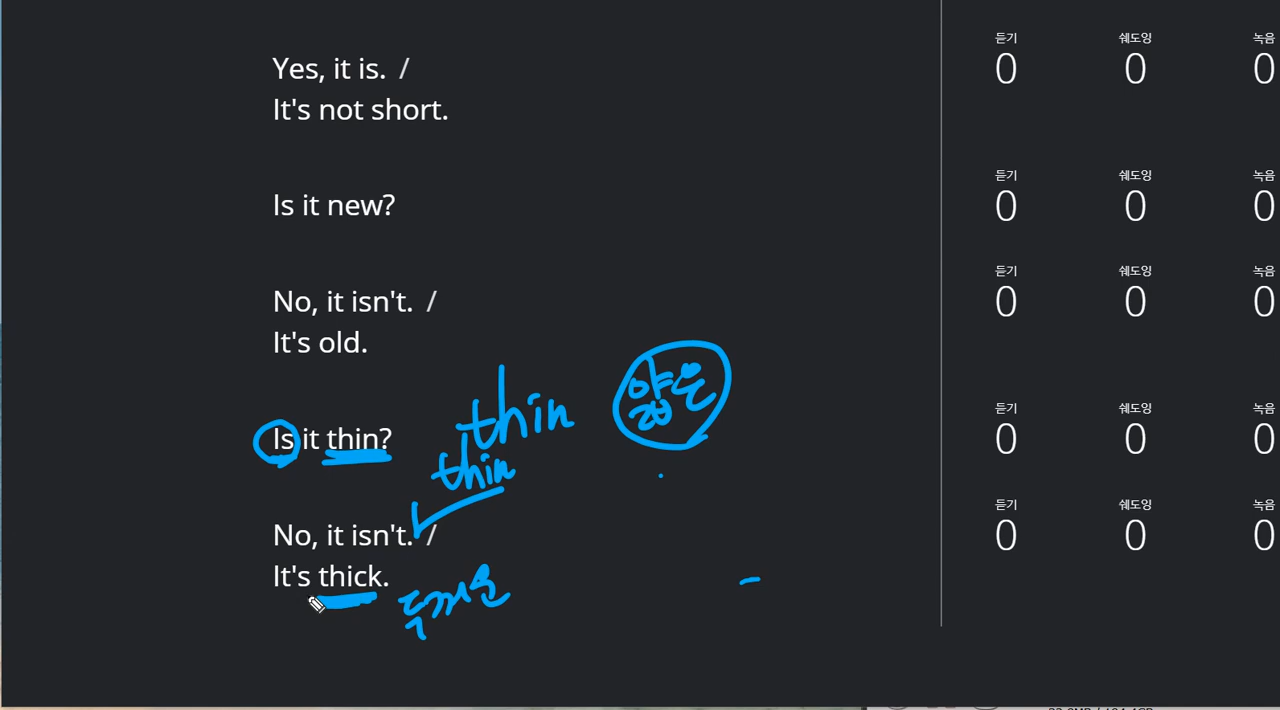 듣기 쉐도잉 녹음
Yes, it is. / 0 0 0
It's not short.
듣기 쉐도잉 녹음
Is it new? 0 0 0
듣기 쉐도잉 녹음
No, it isn't. / 0 0 0
It's old.
얇은
thin
듣기 쉐도잉 녹음
Is it thin? 0 0 0
thin
듣기 쉐도잉 녹음
No, it isn't. / 0 0 0
It's thick.
두꺼운